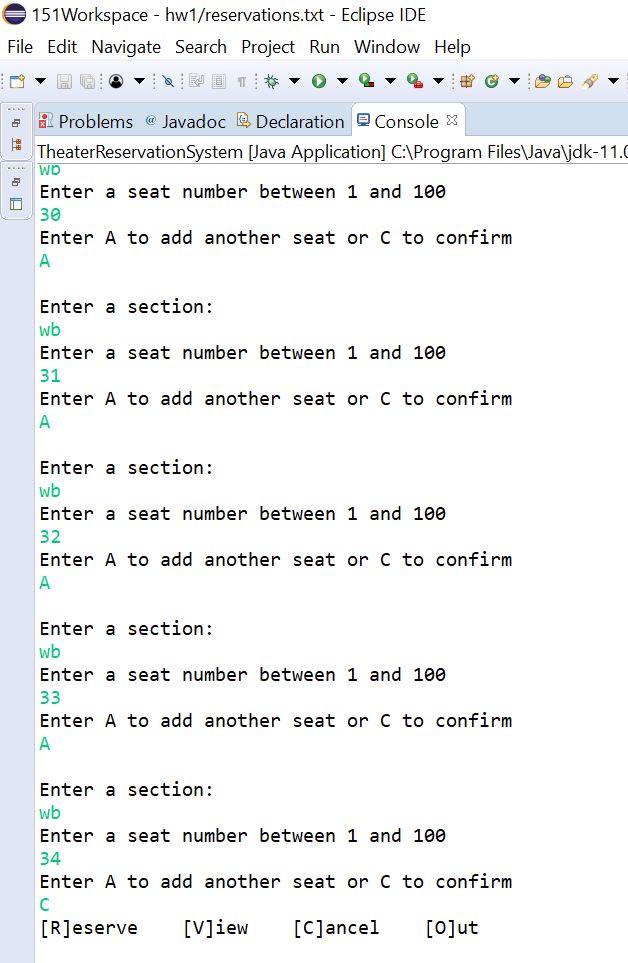 151Workspace - hw1/reservations.txt - Eclipse IDE
File Edit Navigate Search Project Run Window Help
Problems @ Javadoc Declaration Console
TheaterReservationSystem [Java Application] C:\Program Files\Java\jdk-11.0
wb
Enter a seat number between 1 and 100
30
Enter A to add another seat or C to confirm
A
Enter a section:
wb
Enter a seat number between 1 and 100
31
Enter A to add another seat or C to confirm
A
Enter a section:
wb
Enter a seat number between 1 and 100
32
Enter A to add another seat or C to confirm
A
Enter a section:
wb
Enter a seat number between 1 and 100
33
Enter A to add another seat or C to confirm
A
Enter a section:
wb
Enter a seat number between 1 and 100
34
Enter A to add another seat or C to confirm
C
[R]eserve [V]iew [C]ancel [O]ut